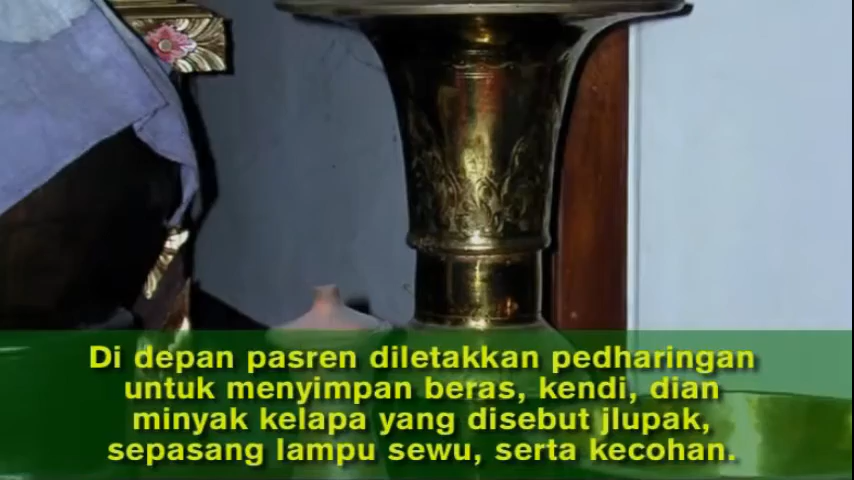 Di depan pasren diletakkan pedharingan
untuk menyimpan beras, kendi, dian
minyak kelapa yang disebut jlupak,
sepasang lampu sewu, serta kecohan.